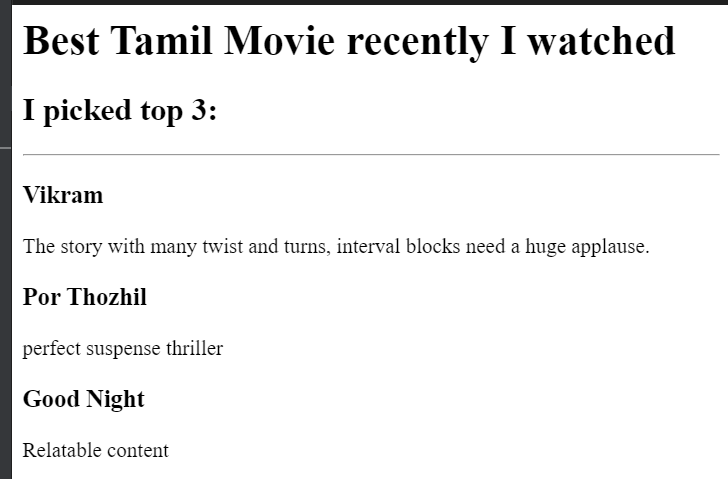 Best Tamil Movie recently I watched
I picked top 3:
Vikram
The story with many twist and turns, interval blocks need a huge applause.
Por Thozhil
perfect suspense thriller
Good Night
Relatable content